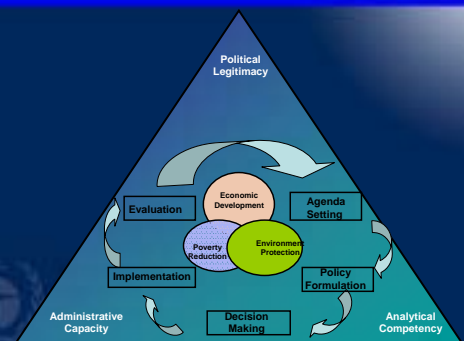 Political
Legitimacy
Economic
Development
Evaluation
Agenda
Setting
Poverty
Reduction
Environment
Protection
Implementation
Policy
Formulation
Administrative
Capacity
Decision
Making
Analytical
Competency